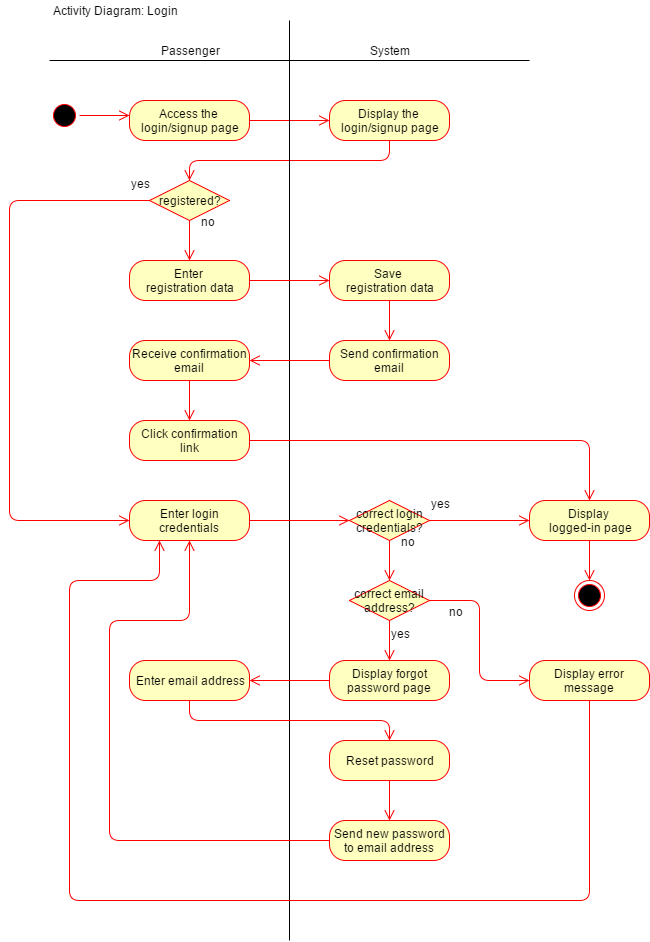 Activity Diagram: Login
Passenger
System
Access the
login/signup page
Display the
login/signup page
yes
registered?
no
Enter
registration data
Save
registration data
Receive confirmation
email
Send confirmation
email
Click confirmation
link
Enter login
credentials
correct login
credentials?
yes
no
Display
logged-in page
correct email
address?
no
yes
Enter email address
Display forgot
password page
Display error
message
Reset password
Send new password
to email address